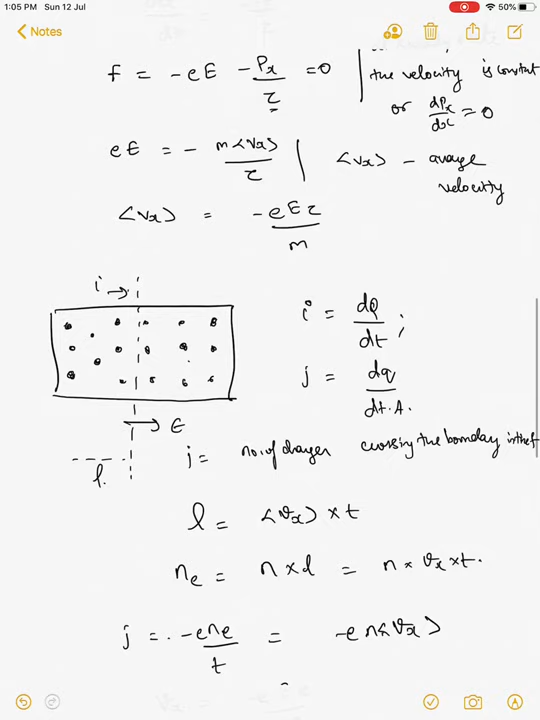 1:05 PM Sun 12 Jul
50%
Notes
F = -eE - Px/τ = 0
the velocity is constant
or dPx/dx = 0
eE = - m<vx>/τ
<vx> - average velocity
<vx> = -eEτ/m
i →
i = dQ/dt ;
j = dq/dt.A.
→ E
l
j = no. of charges crossing the boundary in the
l = <vx> × t
ne = n × l = n × vx × t.
j = -ene/t = -en<vx>